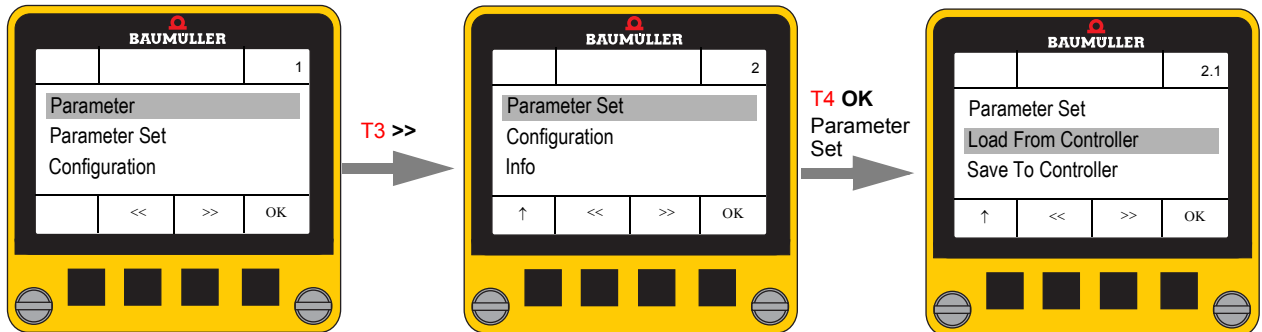 BAUMÜLLER
1
Parameter
Parameter Set
Configuration
<< >> OK
T3 >>
BAUMÜLLER
2
Parameter Set
Configuration
Info
↑ << >> OK
T4 OK
Parameter
Set
BAUMÜLLER
2.1
Parameter Set
Load From Controller
Save To Controller
↑ << >> OK